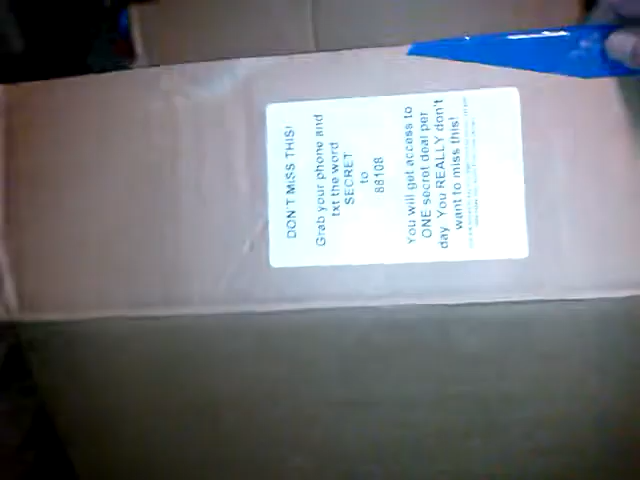 DON'T MISS THIS!
Grab your phone and
txt the word
SECRET
to
88108
You will get access to
ONE secret deal per
day You REALLY don't
want to miss this!